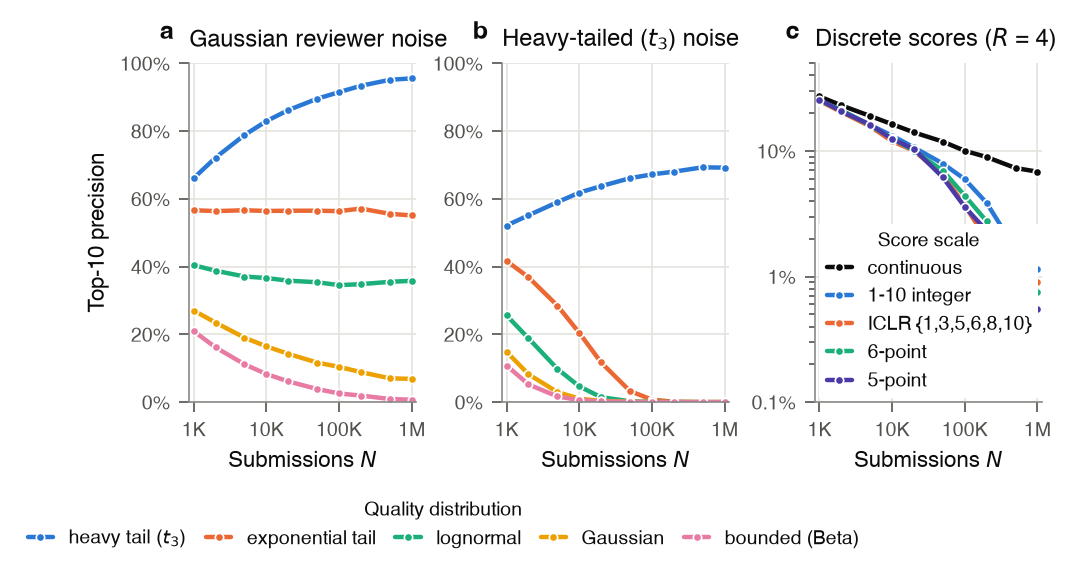 a Gaussian reviewer noise
b Heavy-tailed (t₃) noise
c Discrete scores (R = 4)
Top-10 precision
100%
80%
60%
40%
20%
0%
1K 10K 100K 1M
Submissions N
100%
80%
60%
40%
20%
0%
1K 10K 100K 1M
Submissions N
10%
1%
0.1%
1K 10K 100K 1M
Submissions N
Score scale
continuous
1-10 integer
ICLR {1,3,5,6,8,10}
6-point
5-point
Quality distribution
heavy tail (t₃) exponential tail lognormal Gaussian bounded (Beta)